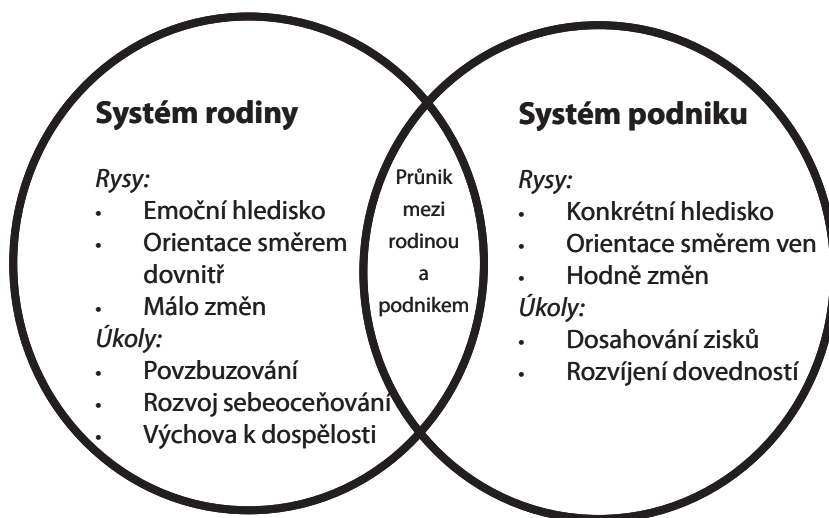 Systém rodiny
Rysy:
• Emoční hledisko
• Orientace směrem
dovnitř
• Málo změn
Úkoly:
• Povzbuzování
• Rozvoj sebeoceňování
• Výchova k dospělosti
Průnik
mezi
rodinou
a
podnikem
Systém podniku
Rysy:
• Konkrétní hledisko
• Orientace směrem ven
• Hodně změn
Úkoly:
• Dosahování zisků
• Rozvíjení dovedností